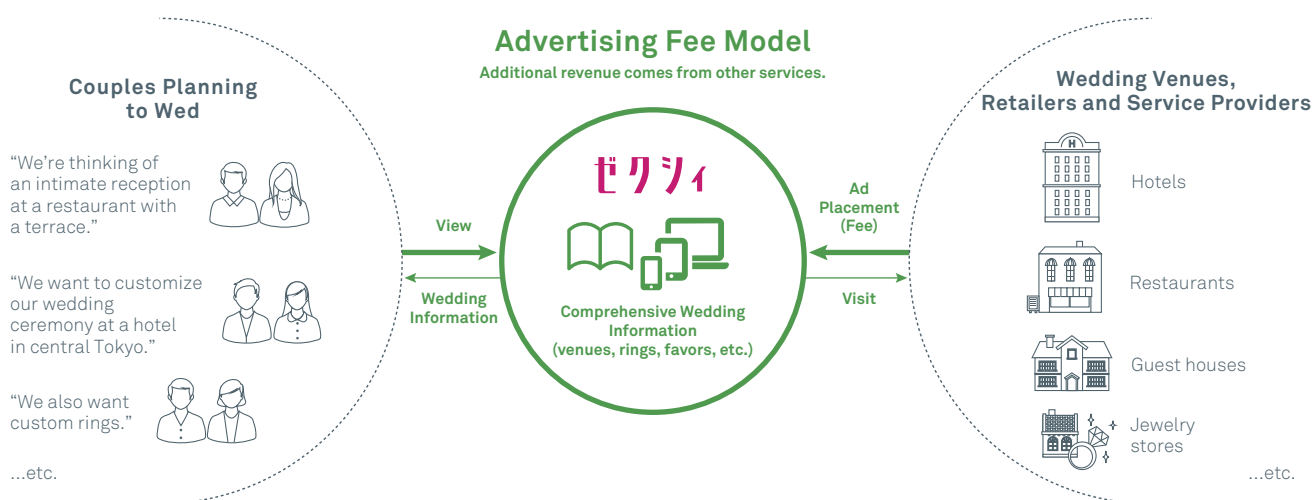 Advertising Fee Model
Additional revenue comes from other services.
Couples Planning
to Wed
“We’re thinking of
an intimate reception
at a restaurant with
a terrace.”
“We want to customize
our wedding
ceremony at a hotel
in central Tokyo.”
“We also want
custom rings.”
...etc.
View
Wedding
Information
ゼクシィ
Comprehensive Wedding
Information
(venues, rings, favors, etc.)
Ad
Placement
(Fee)
Visit
Wedding Venues,
Retailers and Service Providers
H
Hotels
Restaurants
Guest houses
Jewelry
stores
...etc.